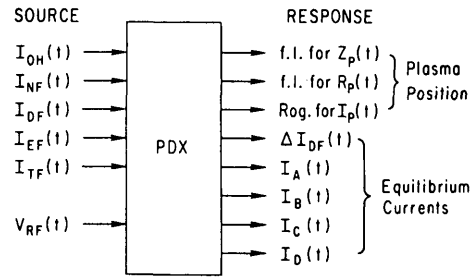 SOURCE
RESPONSE
I_OH(t)
I_NF(t)
I_DF(t)
I_EF(t)
I_TF(t)
V_RF(t)
PDX
f.l. for Z_P(t)
f.l. for R_P(t)
Rog. for I_P(t)
Δ I_DF(t)
I_A(t)
I_B(t)
I_C(t)
I_D(t)
Plasma
Position
Equilibrium
Currents